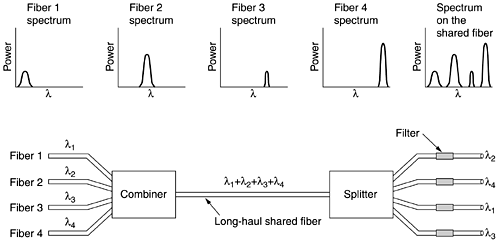 Fiber 1
spectrum
Power
λ
Fiber 2
spectrum
Power
λ
Fiber 3
spectrum
Power
λ
Fiber 4
spectrum
Power
λ
Spectrum
on the
shared fiber
Power
λ
Fiber 1
λ1
Fiber 2
λ2
Fiber 3
λ3
Fiber 4
λ4
Combiner
λ1+λ2+λ3+λ4
Long-haul shared fiber
Splitter
Filter
λ2
λ4
λ1
λ3